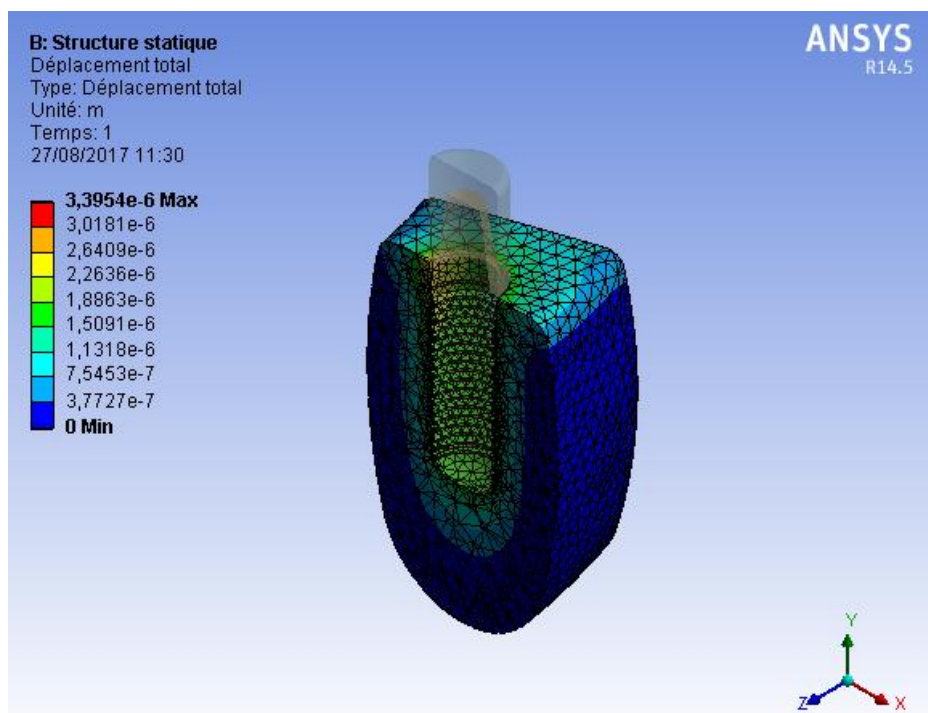 B: Structure statique
Déplacement total
Type: Déplacement total
Unité: m
Temps: 1
27/08/2017 11:30
3,3954e-6 Max
3,0181e-6
2,6409e-6
2,2636e-6
1,8863e-6
1,5091e-6
1,1318e-6
7,5453e-7
3,7727e-7
0 Min
ANSYS
R14.5
Y
Z
X